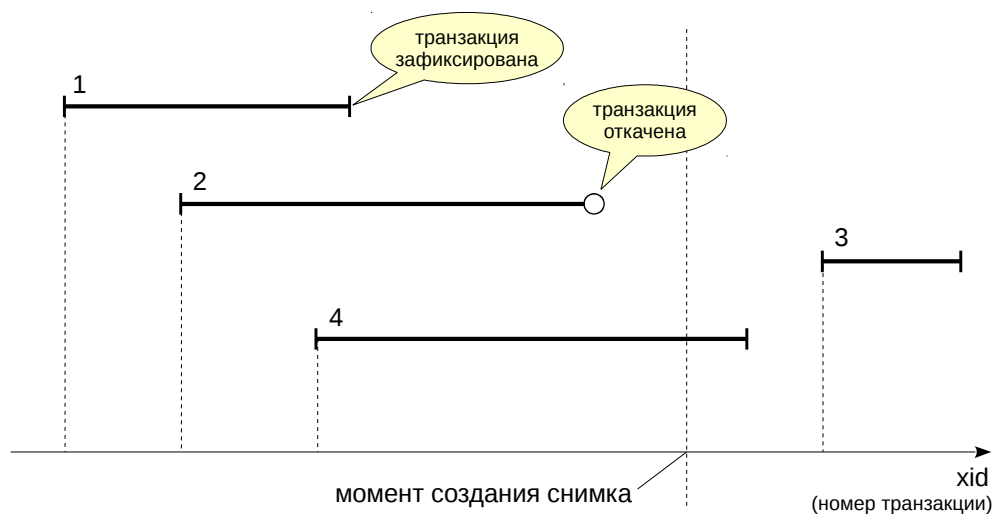 транзакция
зафиксирована
1
транзакция
откачена
2
3
4
xid
момент создания снимка
(номер транзакции)